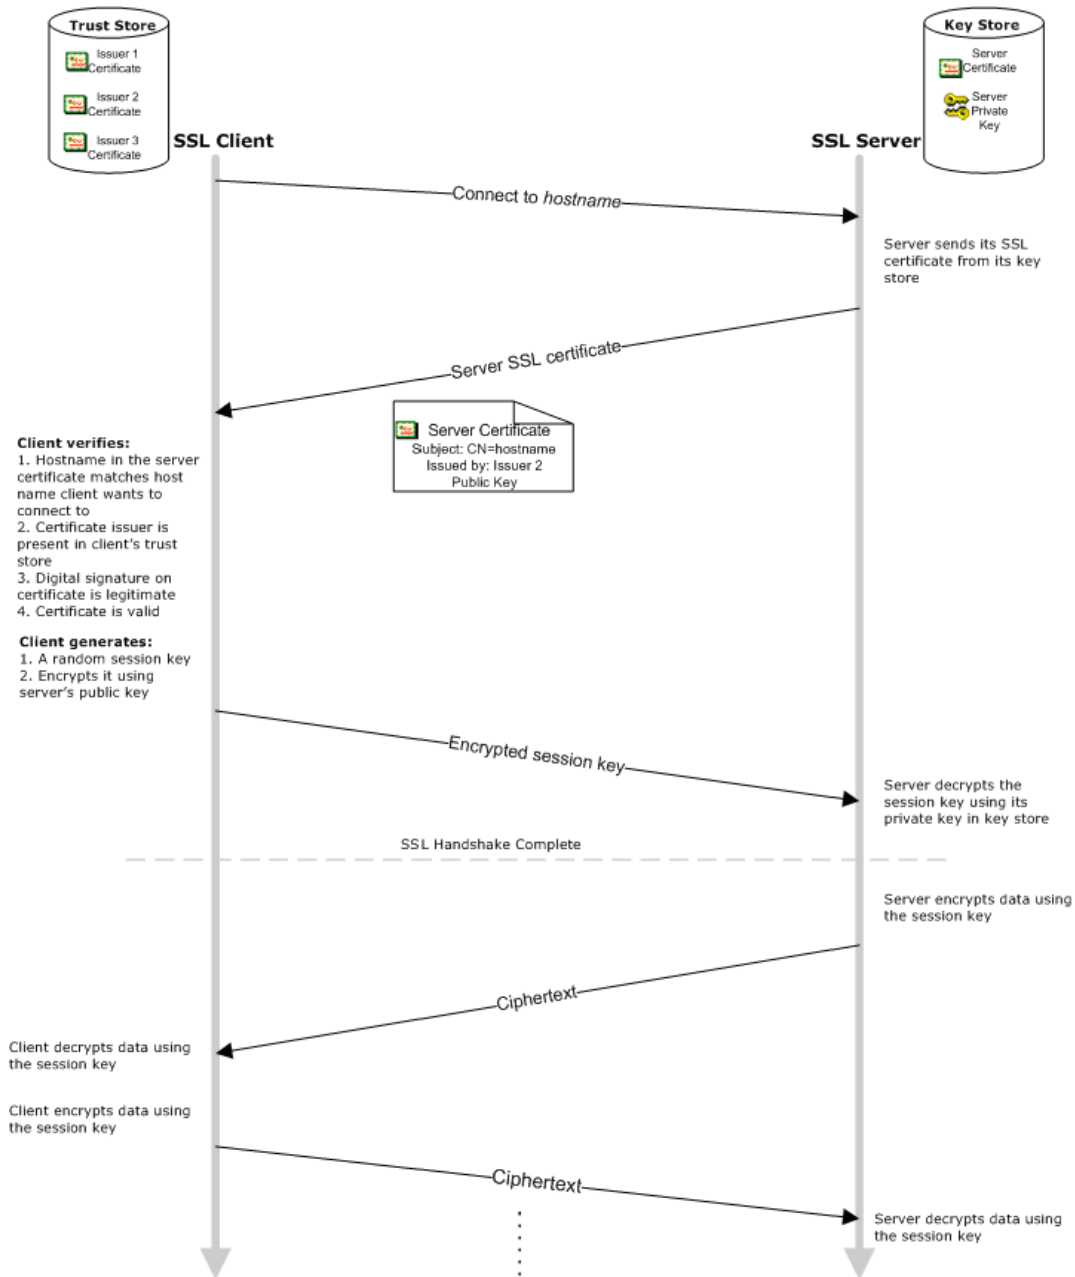 Trust Store
Issuer 1
Certificate
Issuer 2
Certificate
Issuer 3
Certificate
Key Store
Server
Certificate
Server
Private
Key
SSL Client
SSL Server
Connect to hostname
Server sends its SSL
certificate from its key
store
Server SSL certificate
Server Certificate
Subject: CN=hostname
Issued by: Issuer 2
Public Key
Client verifies:
1. Hostname in the server
certificate matches host
name client wants to
connect to
2. Certificate issuer is
present in client's trust
store
3. Digital signature on
certificate is legitimate
4. Certificate is valid
Client generates:
1. A random session key
2. Encrypts it using
server's public key
Encrypted session key
Server decrypts the
session key using its
private key in key store
SSL Handshake Complete
Server encrypts data using
the session key
Ciphertext
Client decrypts data using
the session key
Client encrypts data using
the session key
Ciphertext
Server decrypts data using
the session key